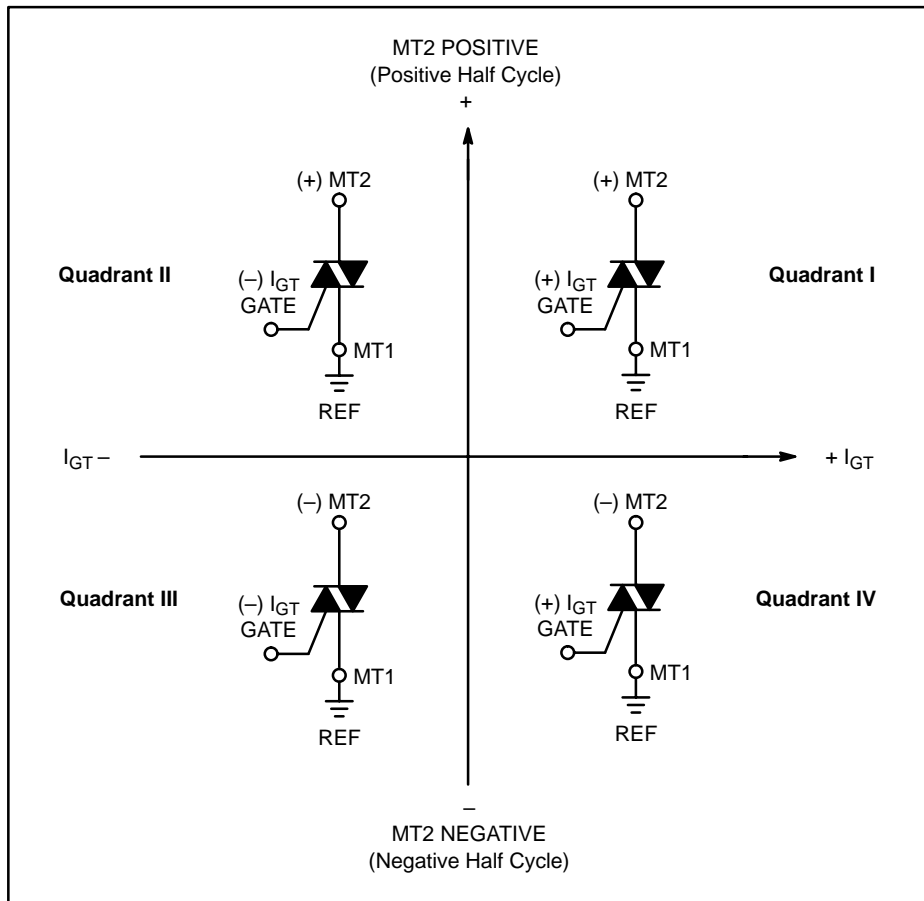 MT2 POSITIVE
(Positive Half Cycle)
+
(+) MT2
(+) MT2
Quadrant II
(–) IGT
GATE
(+) IGT
GATE
Quadrant I
MT1
MT1
REF
REF
IGT –
+ IGT
(–) MT2
(–) MT2
Quadrant III
(–) IGT
GATE
(+) IGT
GATE
Quadrant IV
MT1
MT1
REF
REF
–
MT2 NEGATIVE
(Negative Half Cycle)